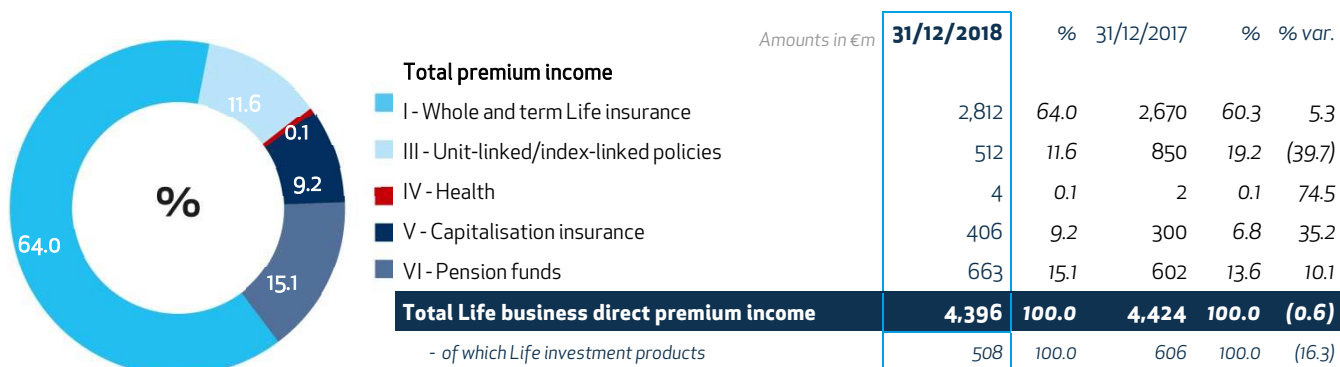 Amounts in €m 31/12/2018 % 31/12/2017 % % var.
Total premium income
I - Whole and term Life insurance 2,812 64.0 2,670 60.3 5.3
III - Unit-linked/index-linked policies 512 11.6 850 19.2 (39.7)
IV - Health 4 0.1 2 0.1 74.5
V - Capitalisation insurance 406 9.2 300 6.8 35.2
VI - Pension funds 663 15.1 602 13.6 10.1
Total Life business direct premium income 4,396 100.0 4,424 100.0 (0.6)
- of which Life investment products 508 100.0 606 100.0 (16.3)
11.6
0.1
9.2
%
64.0
15.1